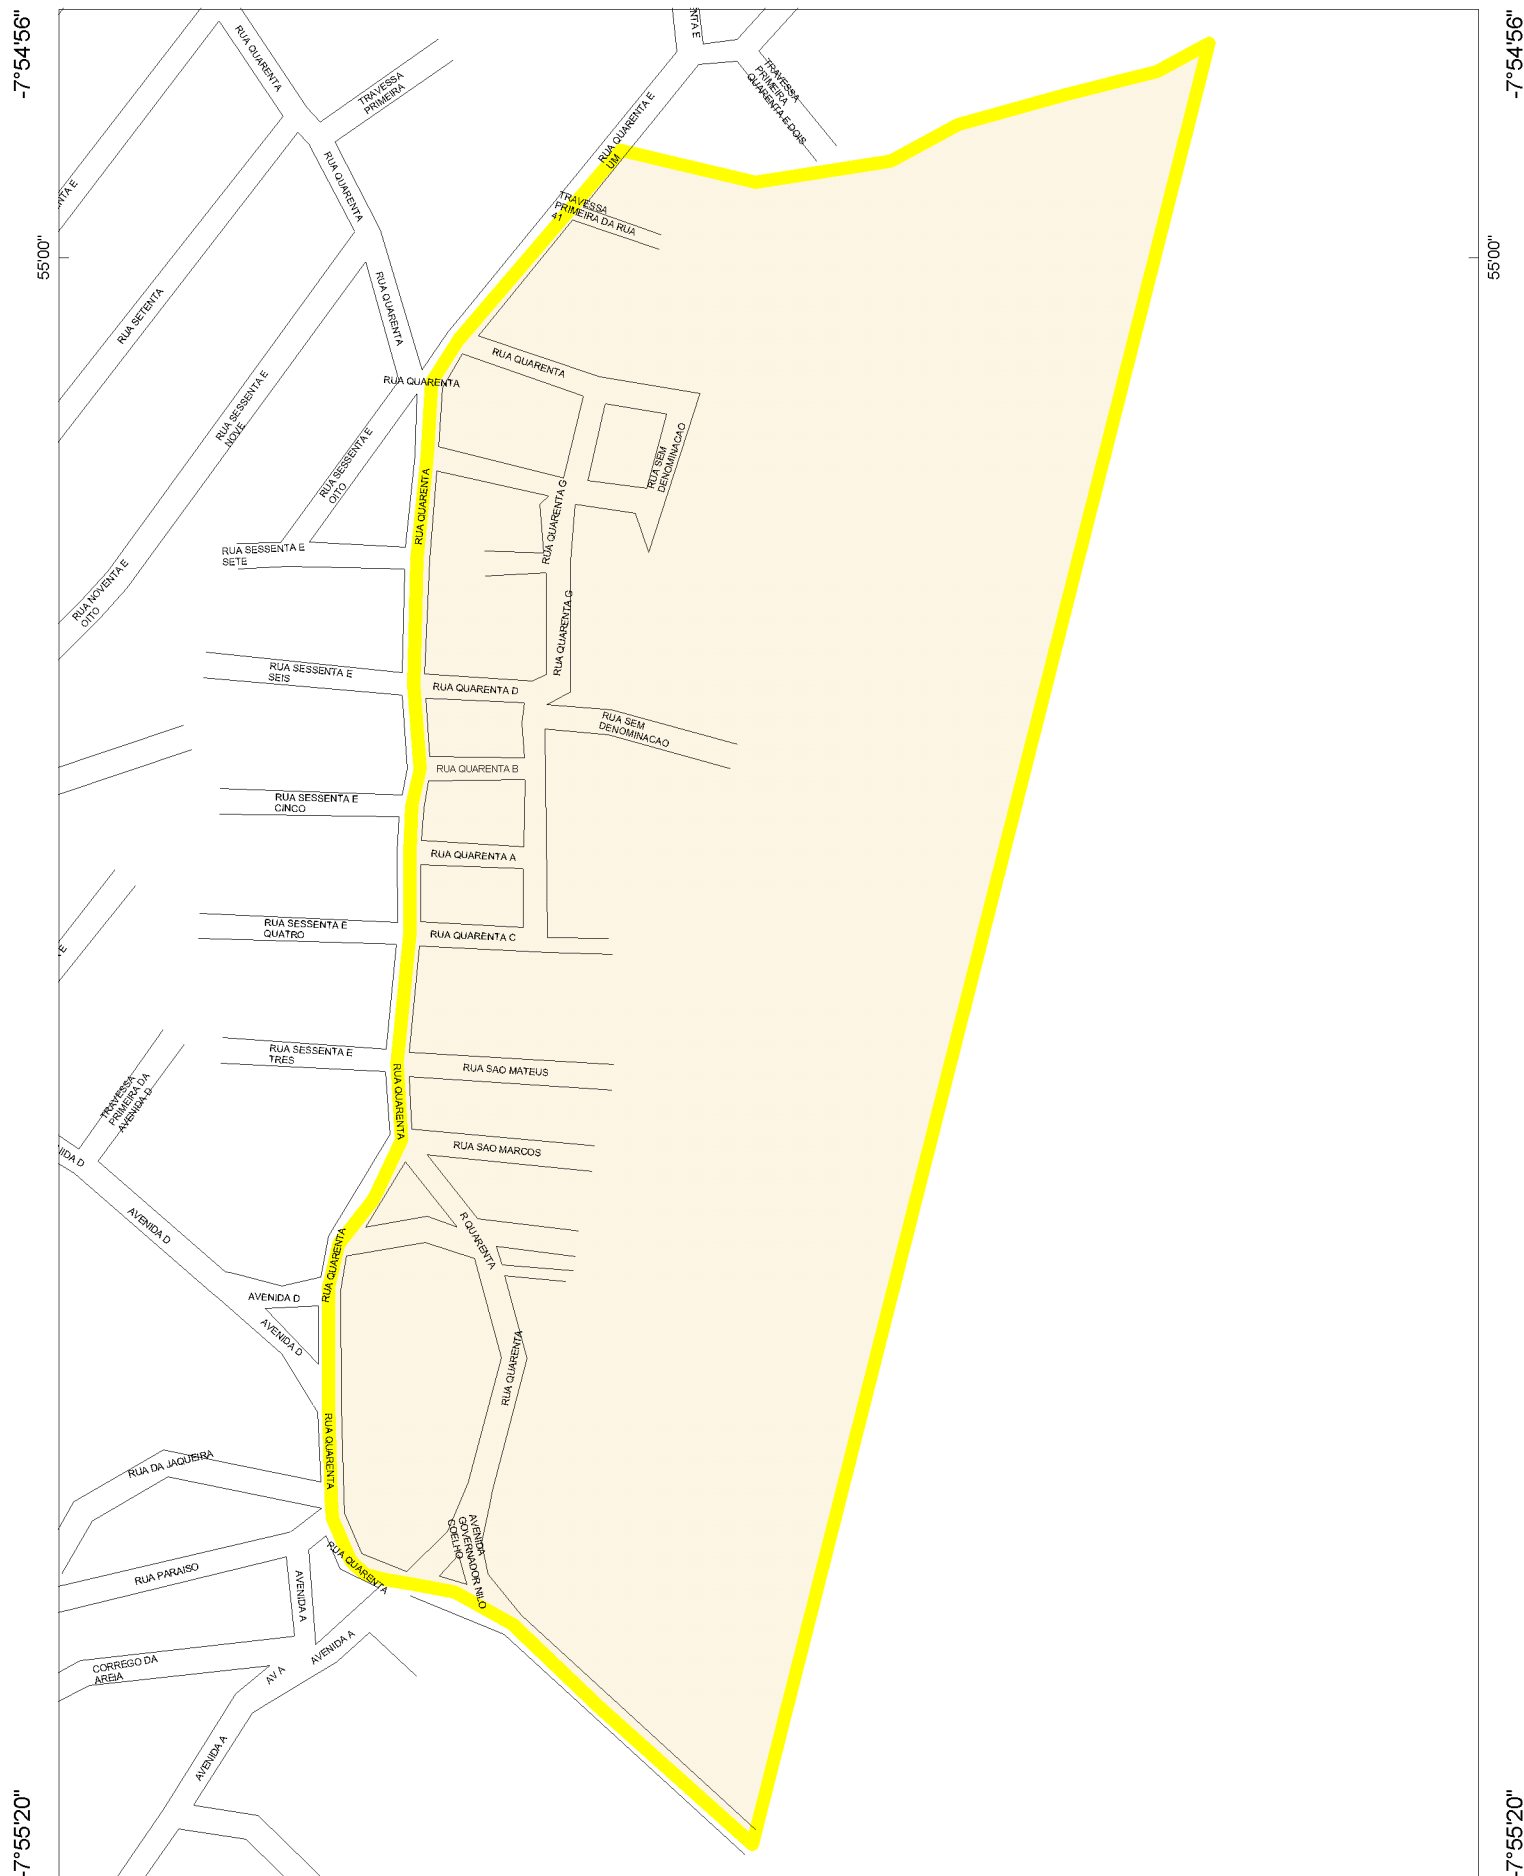 -7°54'56"
-7°54'56"
NTA E
RUA QUARENTA
TRAVESSA
PRIMEIRA
TRAVESSA
PRIMEIRA
QUARENTA E DOIS
RUA QUARENTA E
UM
RUA QUARENTA
NTA E
TRAVESSA
PRIMEIRA DA RUA
41
55'00"
55'00"
RUA SETENTA
RUA QUARENTA
RUA QUARENTA
RUA QUARENTA
RUA SESSENTA E
NOVE
RUA SESSENTA E
OITO
RUA SEM
DENOMINACAO
RUA QUARENTA
RUA QUARENTA G
RUA SESSENTA E
SETE
RUA NOVENTA E
OITO
RUA QUARENTA G
RUA SESSENTA E
SEIS
RUA QUARENTA D
RUA SEM
DENOMINACAO
RUA QUARENTA B
RUA SESSENTA E
CINCO
RUA QUARENTA A
RUA SESSENTA E
QUATRO
RUA QUARENTA C
E
RUA SESSENTA E
TRES
RUA SAO MATEUS
RUA QUARENTA
TRAVESSA
PRIMEIRA DA
AVENIDA D
RUA SAO MARCOS
NIDA D
AVENIDA D
R QUARENTA
RUA QUARENTA
AVENIDA D
AVENIDA D
RUA QUARENTA
RUA QUARENTA
RUA DA JAQUEIRA
AVENIDA
GOVERNADOR NILO
COELHO
RUA QUARENTA
RUA PARAISO
AVENIDA A
AVENIDA A
CORREGO DA
AREIA
AV A
AVENIDA A
-7°55'20"
-7°55'20"